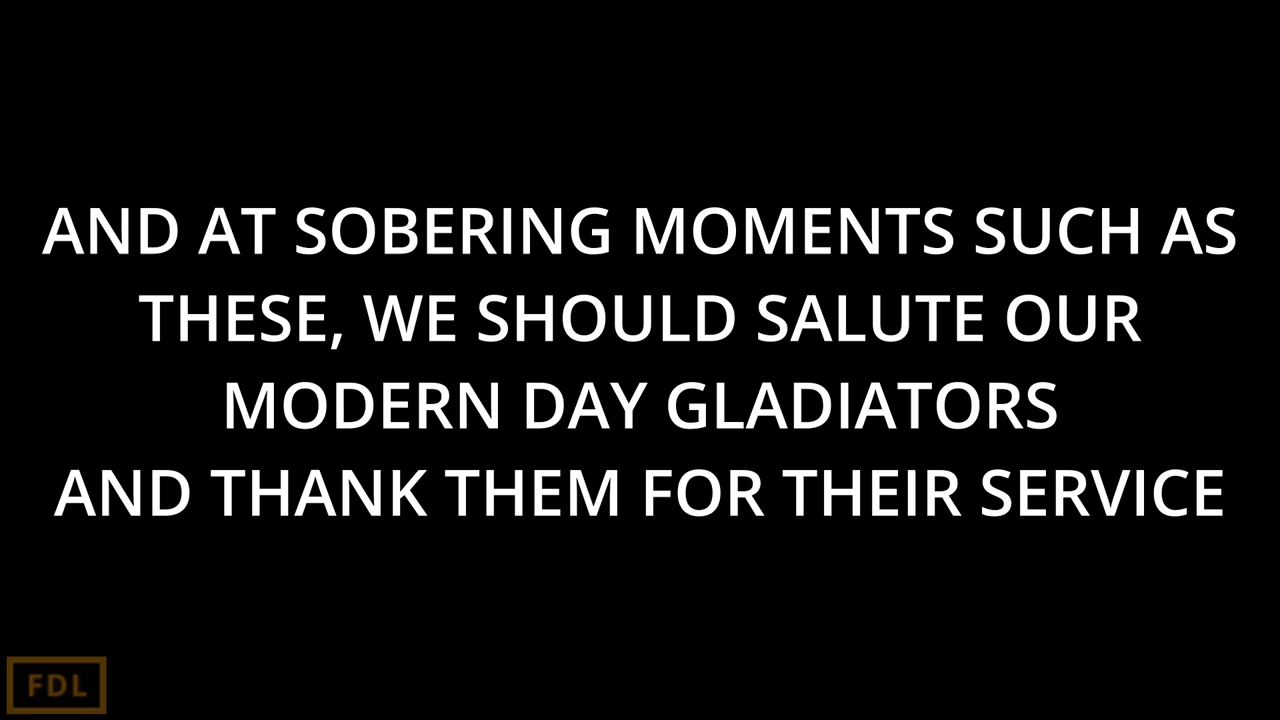 AND AT SOBERING MOMENTS SUCH AS
THESE, WE SHOULD SALUTE OUR
MODERN DAY GLADIATORS
AND THANK THEM FOR THEIR SERVICE
FDL